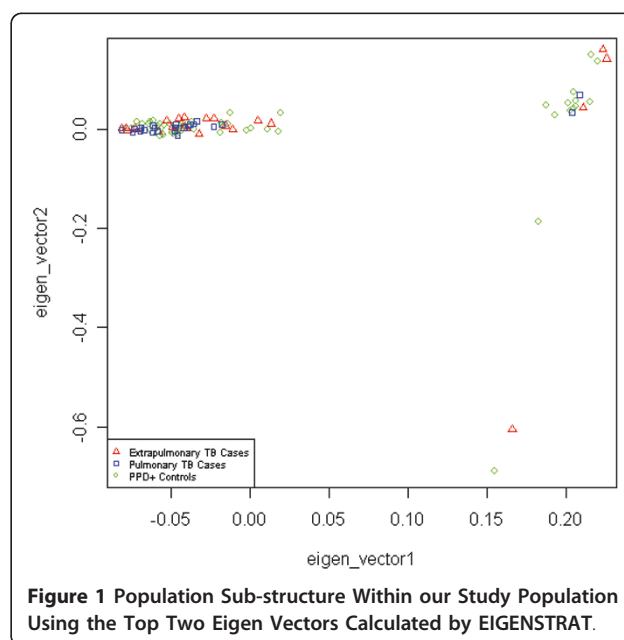 eigen_vector2
0.0
-0.2
-0.4
-0.6
Extrapulmonary TB Cases
Pulmonary TB Cases
PPD+ Controls
-0.05 0.00 0.05 0.10 0.15 0.20
eigen_vector1
Figure 1 Population Sub-structure Within our Study Population
Using the Top Two Eigen Vectors Calculated by EIGENSTRAT.